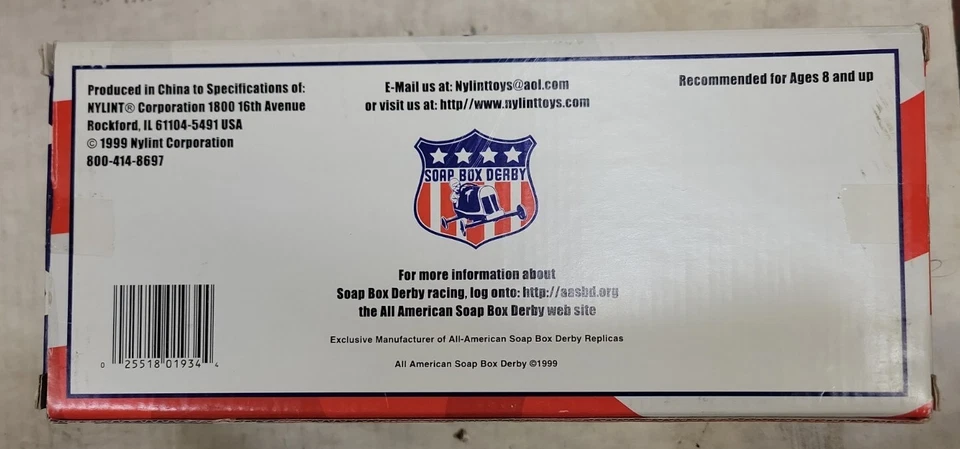 Produced in China to Specifications of:
NYLINT® Corporation 1800 16th Avenue
Rockford, IL 61104-5491 USA
© 1999 Nylint Corporation
800-414-8697
E-Mail us at: Nylinttoys@aol.com
or visit us at: http//www.nylinttoys.com
Recommended for Ages 8 and up
SOAP BOX DERBY
For more information about
Soap Box Derby racing, log onto: http://aasbd.org
the All American Soap Box Derby web site
Exclusive Manufacturer of All-American Soap Box Derby Replicas
All American Soap Box Derby ©1999
0 25518 01934 4